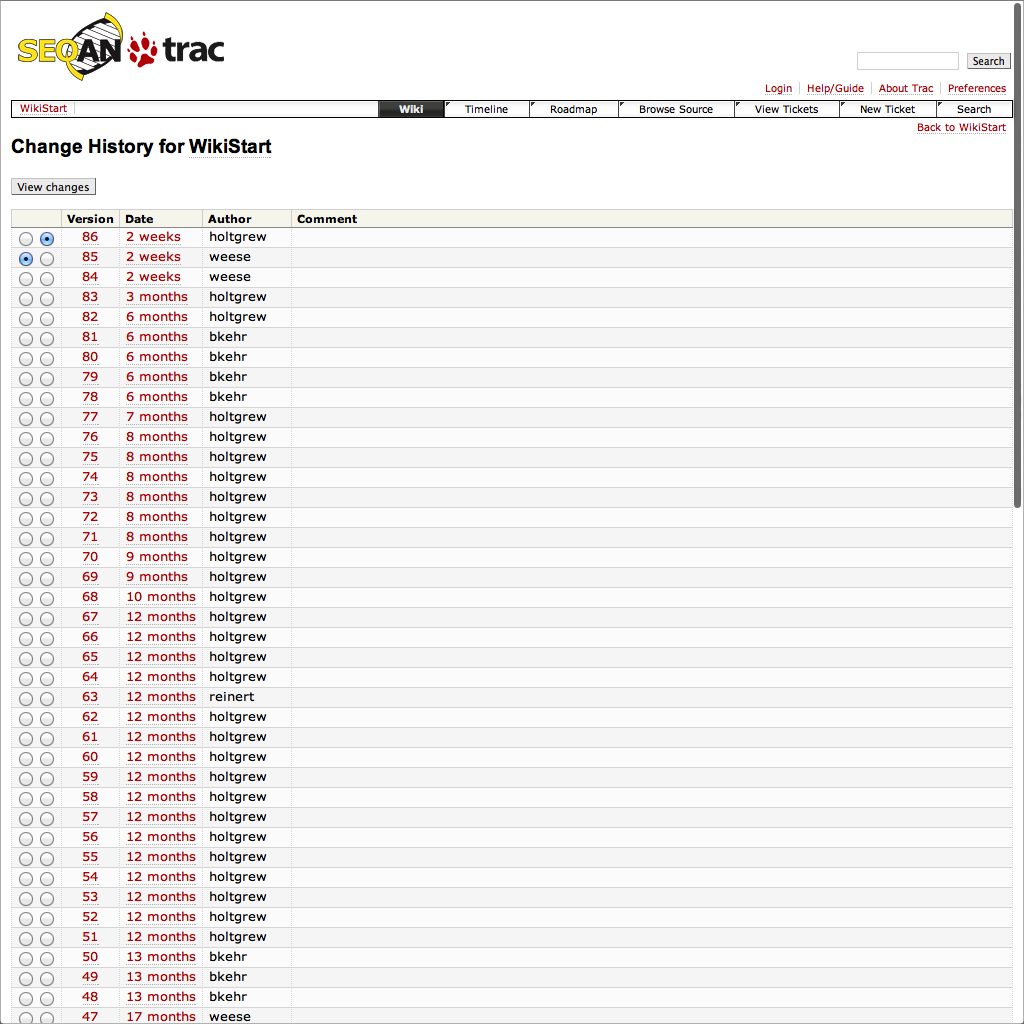 SEQAN trac
Search
Login Help/Guide About Trac Preferences
WikiStart Wiki Timeline Roadmap Browse Source View Tickets New Ticket Search
Back to WikiStart
Change History for WikiStart
View changes
Version Date Author Comment
86 2 weeks holtgrew
85 2 weeks weese
84 2 weeks weese
83 3 months holtgrew
82 6 months holtgrew
81 6 months bkehr
80 6 months bkehr
79 6 months bkehr
78 6 months bkehr
77 7 months holtgrew
76 8 months holtgrew
75 8 months holtgrew
74 8 months holtgrew
73 8 months holtgrew
72 8 months holtgrew
71 8 months holtgrew
70 9 months holtgrew
69 9 months holtgrew
68 10 months holtgrew
67 12 months holtgrew
66 12 months holtgrew
65 12 months holtgrew
64 12 months holtgrew
63 12 months reinert
62 12 months holtgrew
61 12 months holtgrew
60 12 months holtgrew
59 12 months holtgrew
58 12 months holtgrew
57 12 months holtgrew
56 12 months holtgrew
55 12 months holtgrew
54 12 months holtgrew
53 12 months holtgrew
52 12 months holtgrew
51 12 months holtgrew
50 13 months bkehr
49 13 months bkehr
48 13 months bkehr
47 17 months weese